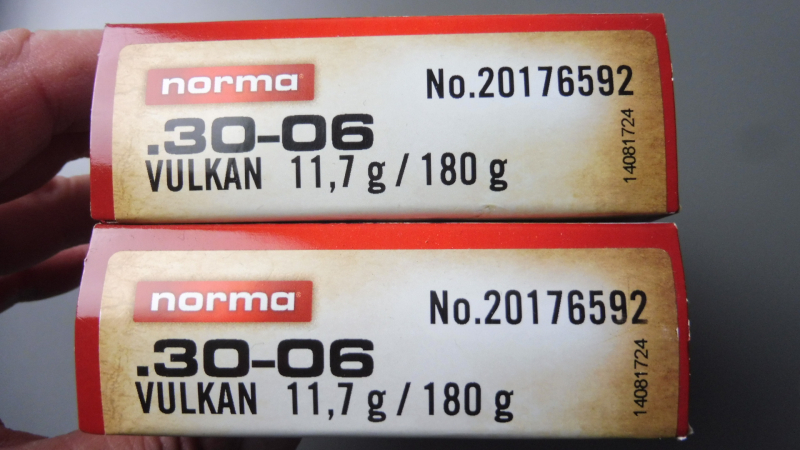 norma
No.20176592
.30-06
VULKAN 11,7 g / 180 g
14081724
norma
No.20176592
.30-06
VULKAN 11,7 g / 180 g
14081724